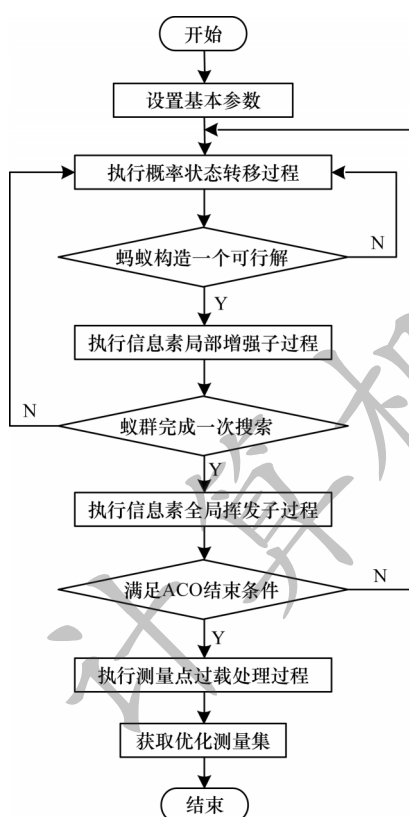 开始
设置基本参数
执行概率状态转移过程
蚂蚁构造一个可行解
N
Y
执行信息素局部增强子过程
N
蚁群完成一次搜索
Y
执行信息素全局挥发子过程
满足ACO结束条件
N
Y
执行测量点过载处理过程
获取优化测量集
结束
计算机